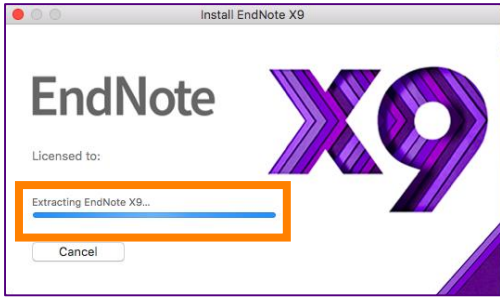 Install EndNote X9
EndNote
X9
Licensed to:
Extracting EndNote X9...
Cancel